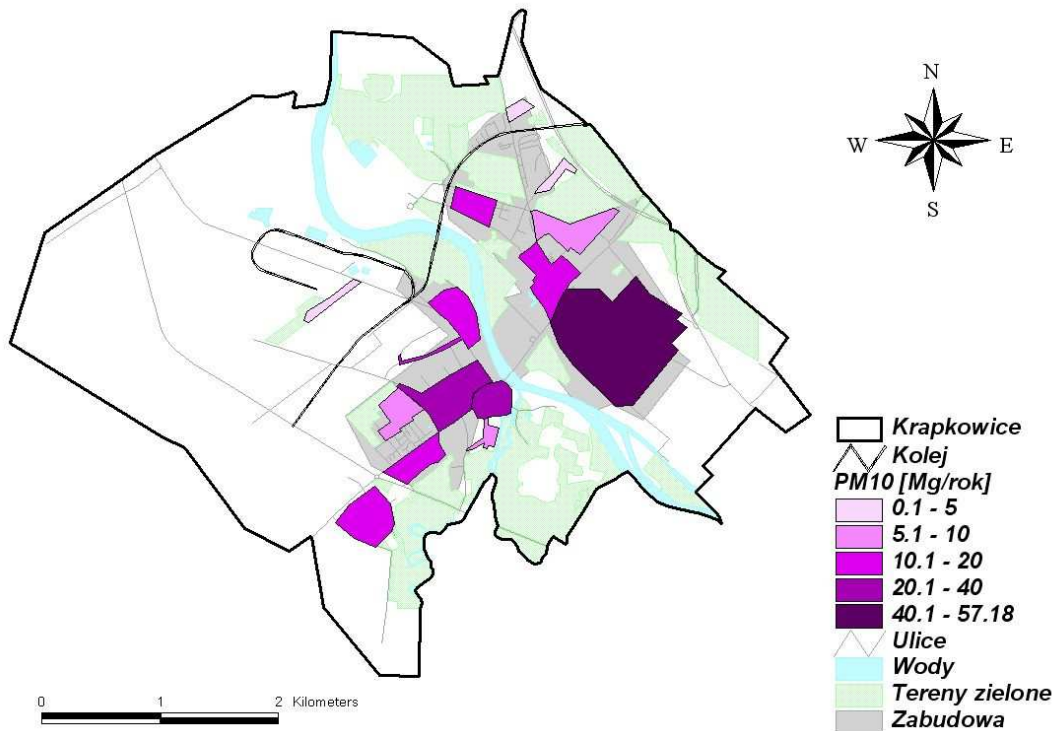 N
W E
S
Krapkowice
Kolej
PM10 [Mg/rok]
0.1 - 5
5.1 - 10
10.1 - 20
20.1 - 40
40.1 - 57.18
Ulice
Wody
Tereny zielone
Zabudowa
0 1 2 Kilometers